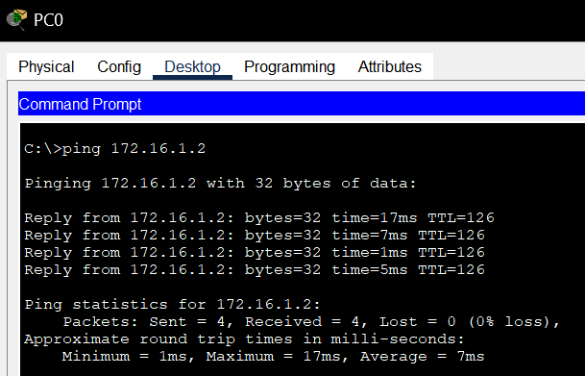 PC0
Physical Config Desktop Programming Attributes
Command Prompt
C:\>ping 172.16.1.2
Pinging 172.16.1.2 with 32 bytes of data:
Reply from 172.16.1.2: bytes=32 time=17ms TTL=126
Reply from 172.16.1.2: bytes=32 time=7ms TTL=126
Reply from 172.16.1.2: bytes=32 time=1ms TTL=126
Reply from 172.16.1.2: bytes=32 time=5ms TTL=126
Ping statistics for 172.16.1.2:
Packets: Sent = 4, Received = 4, Lost = 0 (0% loss),
Approximate round trip times in milli-seconds:
Minimum = 1ms, Maximum = 17ms, Average = 7ms